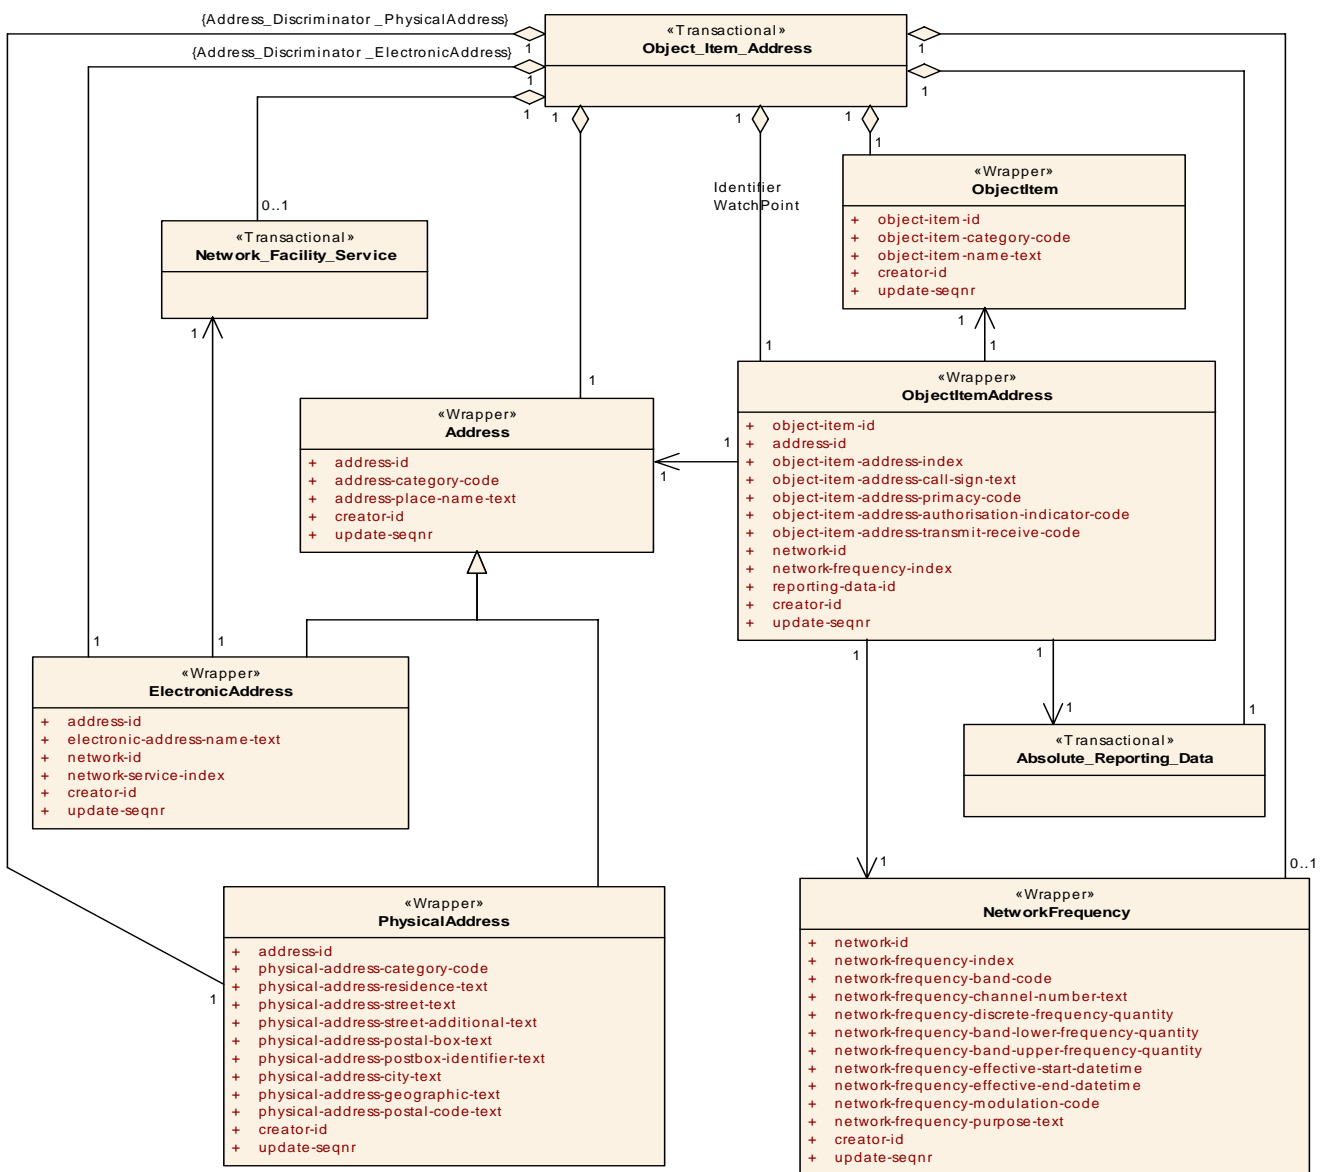 {Address_Discriminator _PhysicalAddress}
1
{Address_Discriminator _ElectronicAddress}
1
1
«Transactional»
Object_Item_Address
1
1
1
1
1
1
Identifier
WatchPoint
0..1
«Transactional»
Network_Facility_Service
1
«Wrapper»
ObjectItem
+ object-item-id
+ object-item-category-code
+ object-item-name-text
+ creator-id
+ update-seqnr
1
1
1
1
«Wrapper»
Address
+ address-id
+ address-category-code
+ address-place-name-text
+ creator-id
+ update-seqnr
1
1
«Wrapper»
ObjectItemAddress
+ object-item-id
+ address-id
+ object-item-address-index
+ object-item-address-call-sign-text
+ object-item-address-primacy-code
+ object-item-address-authorisation-indicator-code
+ object-item-address-transmit-receive-code
+ network-id
+ network-frequency-index
+ reporting-data-id
+ creator-id
+ update-seqnr
1
1
«Wrapper»
ElectronicAddress
+ address-id
+ electronic-address-name-text
+ network-id
+ network-service-index
+ creator-id
+ update-seqnr
1
1
1
1
«Transactional»
Absolute_Reporting_Data
1
0..1
1
«Wrapper»
PhysicalAddress
+ address-id
+ physical-address-category-code
+ physical-address-residence-text
+ physical-address-street-text
+ physical-address-street-additional-text
+ physical-address-postal-box-text
+ physical-address-postbox-identifier-text
+ physical-address-city-text
+ physical-address-geographic-text
+ physical-address-postal-code-text
+ creator-id
+ update-seqnr
«Wrapper»
NetworkFrequency
+ network-id
+ network-frequency-index
+ network-frequency-band-code
+ network-frequency-channel-number-text
+ network-frequency-discrete-frequency-quantity
+ network-frequency-band-lower-frequency-quantity
+ network-frequency-band-upper-frequency-quantity
+ network-frequency-effective-start-datetime
+ network-frequency-effective-end-datetime
+ network-frequency-modulation-code
+ network-frequency-purpose-text
+ creator-id
+ update-seqnr